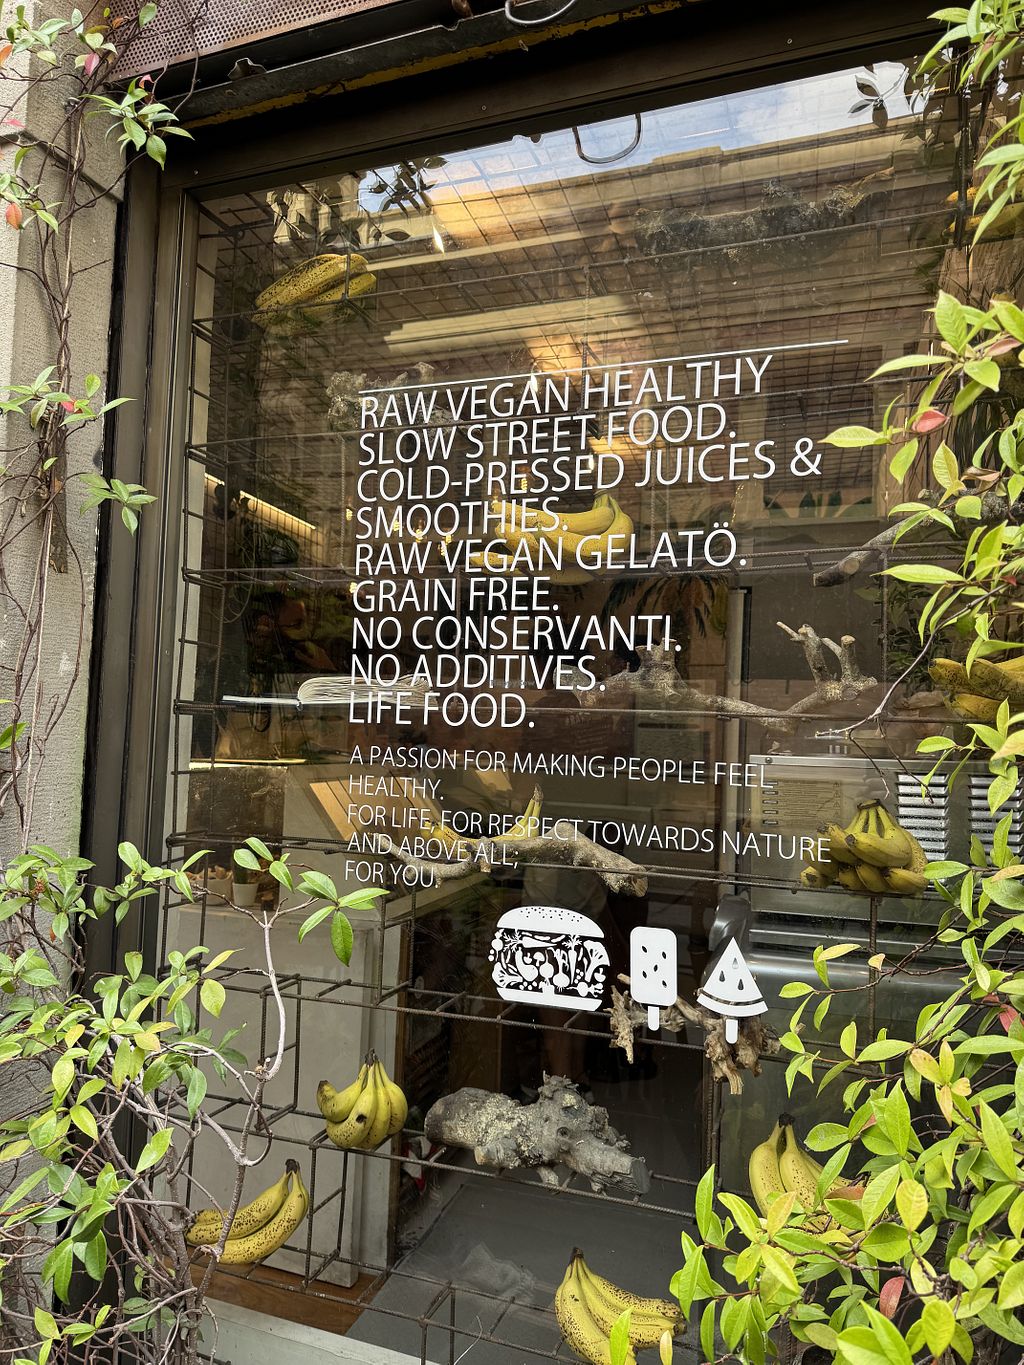 RAW VEGAN HEALTHY
SLOW STREET FOOD.
COLD-PRESSED JUICES &
SMOOTHIES.
RAW VEGAN GELATÖ.
GRAIN FREE.
NO CONSERVANTI.
NO ADDITIVES.
LIFE FOOD.
A PASSION FOR MAKING PEOPLE FEEL
HEALTHY.
FOR LIFE, FOR RESPECT TOWARDS NATURE
AND ABOVE ALL;
FOR YOU.